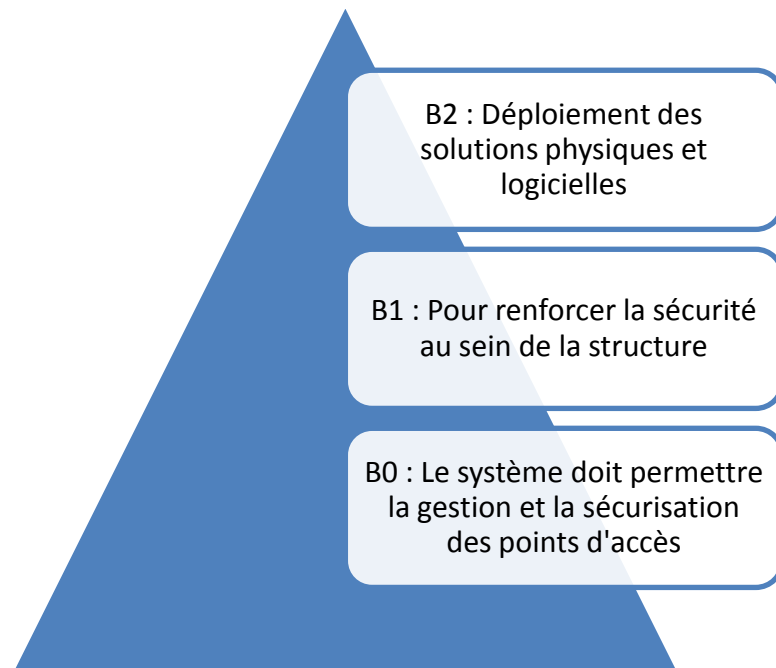 B2 : Déploiement des
solutions physiques et
logicielles
B1 : Pour renforcer la sécurité
au sein de la structure
B0 : Le système doit permettre
la gestion et la sécurisation
des points d'accès